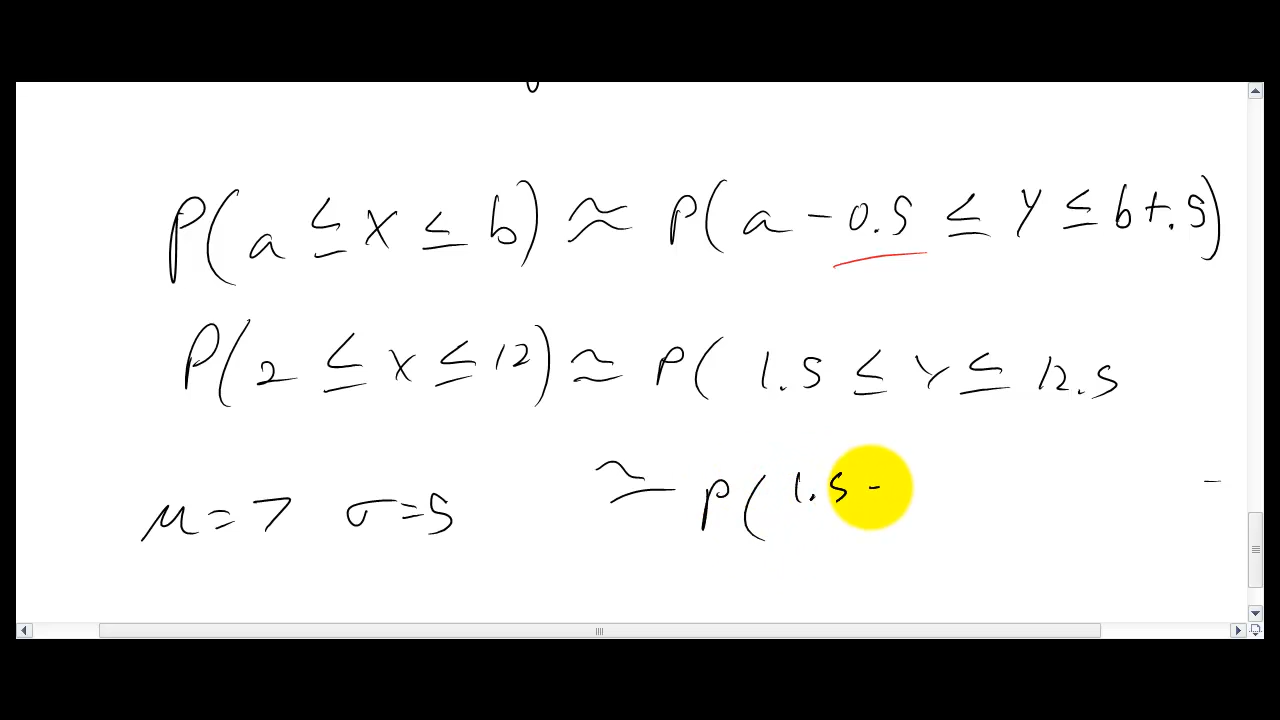 P(a ≤ X ≤ b) ≈ P(a - 0.5 ≤ Y ≤ b + .5)
P(2 ≤ X ≤ 12) ≃ P( 1.5 ≤ Y ≤ 12.5
≃ P( 1.5 -
μ = 7 σ = 5